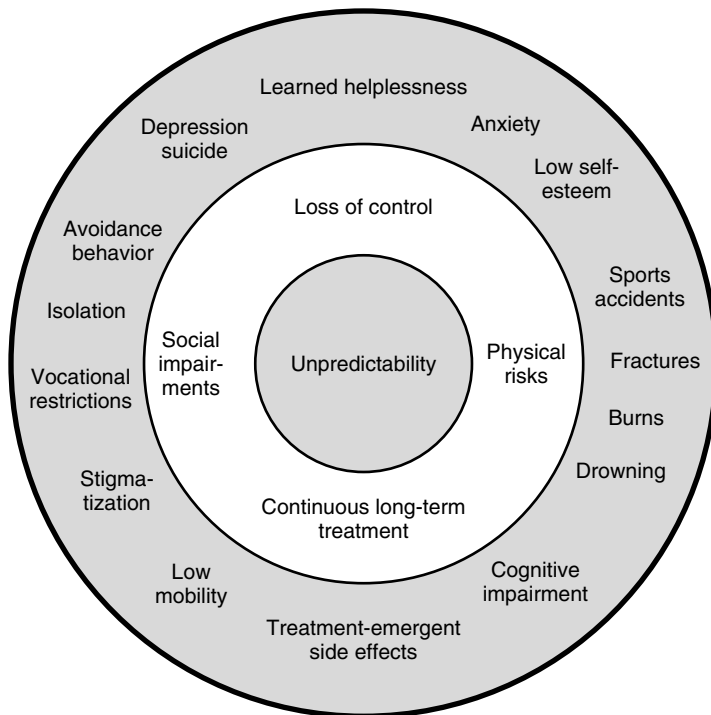 Learned helplessness
Anxiety
Depression
suicide
Low self-
esteem
Loss of control
Avoidance
behavior
Sports
accidents
Isolation
Social
impair-
ments
Unpredictability
Physical
risks
Fractures
Vocational
restrictions
Burns
Drowning
Stigma-
tization
Continuous long-term
treatment
Low
mobility
Cognitive
impairment
Treatment-emergent
side effects